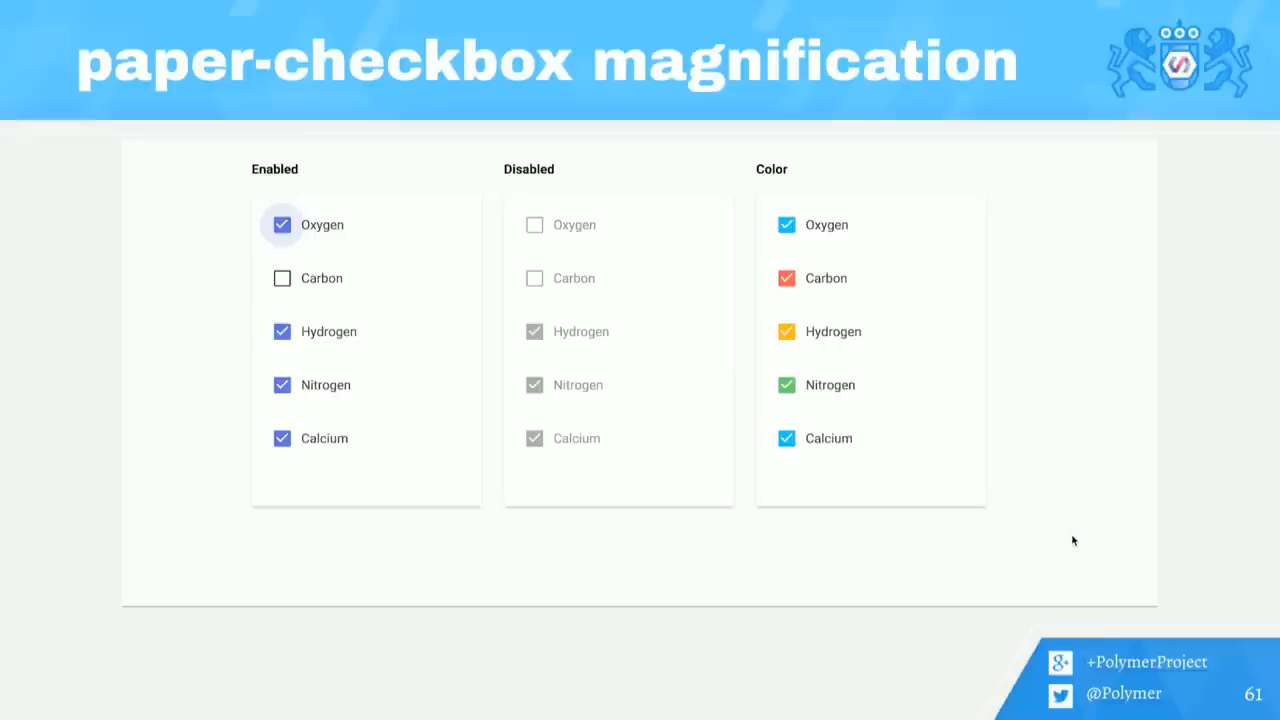 paper-checkbox magnification
Enabled
Oxygen
Carbon
Hydrogen
Nitrogen
Calcium
Disabled
Oxygen
Carbon
Hydrogen
Nitrogen
Calcium
Color
Oxygen
Carbon
Hydrogen
Nitrogen
Calcium
+PolymerProject
@Polymer
61